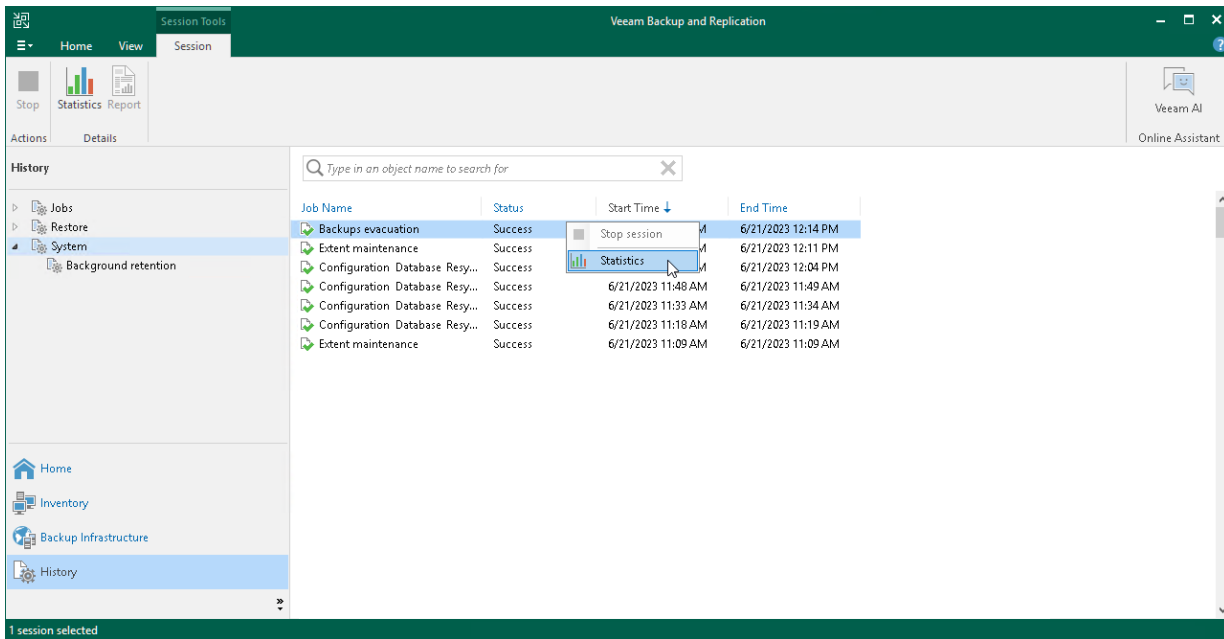 Session Tools
Veeam Backup and Replication
Home View Session
Stop Statistics Report
Veeam AI
Actions Details
Online Assistant
History
Type in an object name to search for
Jobs
Restore
System
Background retention
Job Name Status Start Time End Time
Backups evacuation Success M 6/21/2023 12:14 PM
Stop session
Extent maintenance Success 6/21/2023 12:11 PM
Statistics
Configuration Database Resy... Success M 6/21/2023 12:04 PM
Configuration Database Resy... Success 6/21/2023 11:48 AM 6/21/2023 11:49 AM
Configuration Database Resy... Success 6/21/2023 11:33 AM 6/21/2023 11:34 AM
Configuration Database Resy... Success 6/21/2023 11:18 AM 6/21/2023 11:19 AM
Extent maintenance Success 6/21/2023 11:09 AM 6/21/2023 11:09 AM
Home
Inventory
Backup Infrastructure
History
1 session selected